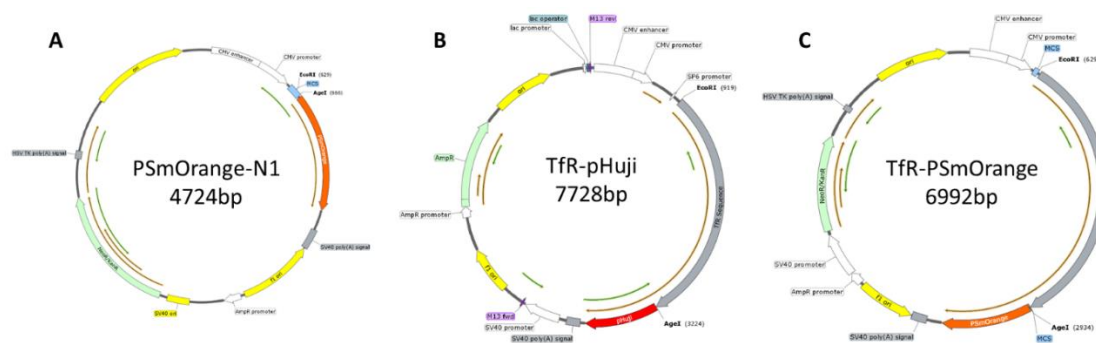 A
ori
CMV enhancer
CMV promoter
EcoRI (629)
MCS
AgeI
PSmOrange
PSmOrange-N1
4724bp
HSV TK poly(A) signal
NeoR/KanR
SV40 poly(A) signal
f1 ori
AmpR promoter
SV40 ori
B
lac operator
lac promoter
M13 rev
CMV enhancer
CMV promoter
SP6 promoter
EcoRI (919)
ori
AmpR
AmpR promoter
TfR-pHuji
7728bp
TfR Sequence
f1 ori
M13 fwd
SV40 promoter
SV40 poly(A) signal
pHuji
AgeI (3224)
C
CMV enhancer
CMV promoter
MCS
EcoRI (629)
ori
HSV TK poly(A) signal
NeoR/KanR
TfR-PSmOrange
6992bp
SV40 promoter
AmpR promoter
f1 ori
SV40 poly(A) signal
PSmOrange
AgeI (2934)
MCS